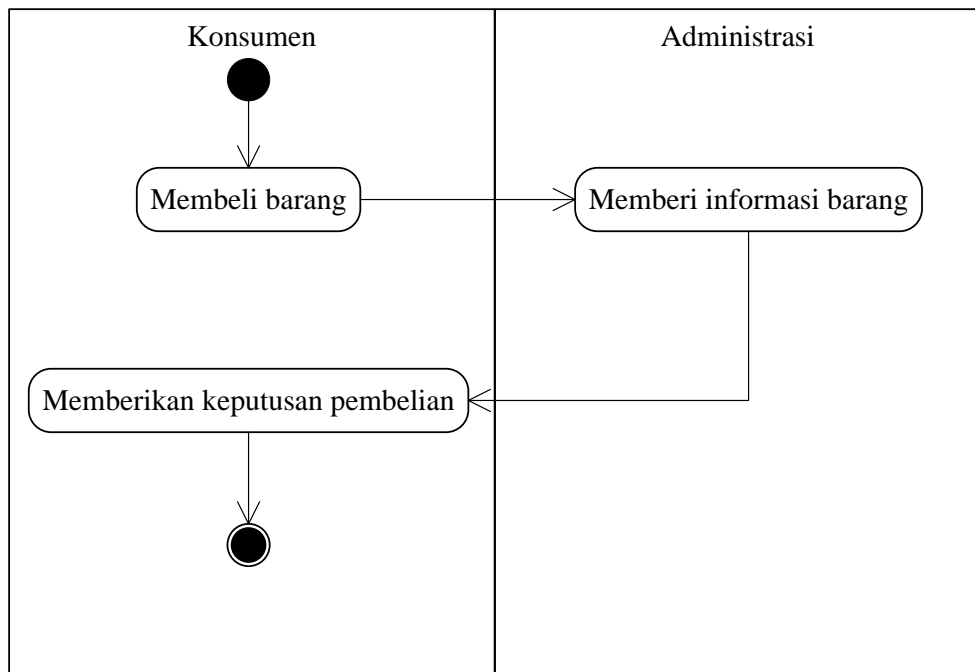 Konsumen
Administrasi
Membeli barang
Memberi informasi barang
Memberikan keputusan pembelian